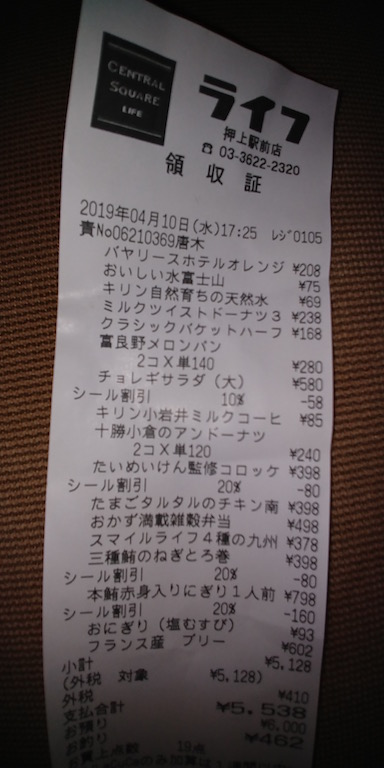 CENTRAL
SQUARE
LIFE
ライフ
押上駅前店
☎ 03-3622-2320
領収証
2019年04月10日(水)17:25 レジ0105
責No06210369唐木
バヤリースホテルオレンジ ¥208
おいしい水富士山 ¥75
キリン自然育ちの天然水 ¥69
ミルクツイストドーナツ3 ¥238
クラシックバケットハーフ ¥168
富良野メロンパン
2コX単140 ¥280
チョレギサラダ(大) ¥580
シール割引 10% -58
キリン小岩井ミルクコーヒ ¥85
十勝小倉のアンドーナツ
2コX単120 ¥240
たいめいけん監修コロッケ ¥398
シール割引 20% -80
たまごタルタルのチキン南 ¥398
おかず満載雑穀弁当 ¥498
スマイルライフ4種の九州 ¥378
三種鮪のねぎとろ巻 ¥398
シール割引 20% -80
本鮪赤身入りにぎり1人前 ¥798
シール割引 20% -160
おにぎり(塩むすび) ¥93
フランス産 ブリー ¥602
小計 ¥5,128
(外税 対象 ¥5,128)
外税 ¥410
支払合計 ¥5,538
お預り ¥6,000
お釣り ¥462
お買上点数 19点